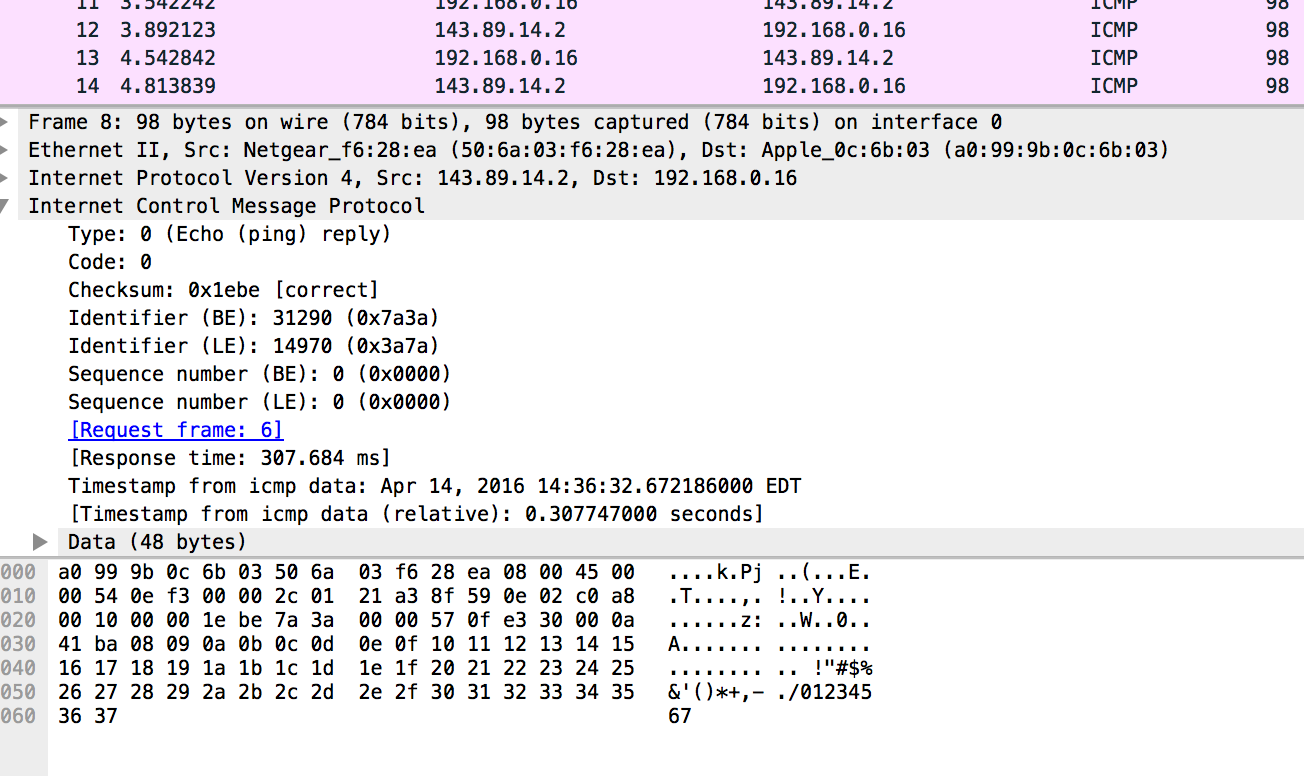 11 3.542242 192.168.0.16 143.89.14.2 ICMP 98
12 3.892123 143.89.14.2 192.168.0.16 ICMP 98
13 4.542842 192.168.0.16 143.89.14.2 ICMP 98
14 4.813839 143.89.14.2 192.168.0.16 ICMP 98
Frame 8: 98 bytes on wire (784 bits), 98 bytes captured (784 bits) on interface 0
Ethernet II, Src: Netgear_f6:28:ea (50:6a:03:f6:28:ea), Dst: Apple_0c:6b:03 (a0:99:9b:0c:6b:03)
Internet Protocol Version 4, Src: 143.89.14.2, Dst: 192.168.0.16
Internet Control Message Protocol
Type: 0 (Echo (ping) reply)
Code: 0
Checksum: 0x1ebe [correct]
Identifier (BE): 31290 (0x7a3a)
Identifier (LE): 14970 (0x3a7a)
Sequence number (BE): 0 (0x0000)
Sequence number (LE): 0 (0x0000)
[Request frame: 6]
[Response time: 307.684 ms]
Timestamp from icmp data: Apr 14, 2016 14:36:32.672186000 EDT
[Timestamp from icmp data (relative): 0.307747000 seconds]
Data (48 bytes)
000 a0 99 9b 0c 6b 03 50 6a 03 f6 28 ea 08 00 45 00 ....k.Pj ..(...E.
010 00 54 0e f3 00 00 2c 01 21 a3 8f 59 0e 02 c0 a8 .T....,. !..Y....
020 00 10 00 00 1e be 7a 3a 00 00 57 0f e3 30 00 0a ......z: ..W..0..
030 41 ba 08 09 0a 0b 0c 0d 0e 0f 10 11 12 13 14 15 A....... ........
040 16 17 18 19 1a 1b 1c 1d 1e 1f 20 21 22 23 24 25 ........ .. !"#$%
050 26 27 28 29 2a 2b 2c 2d 2e 2f 30 31 32 33 34 35 &'()*+,- ./012345
060 36 37 67